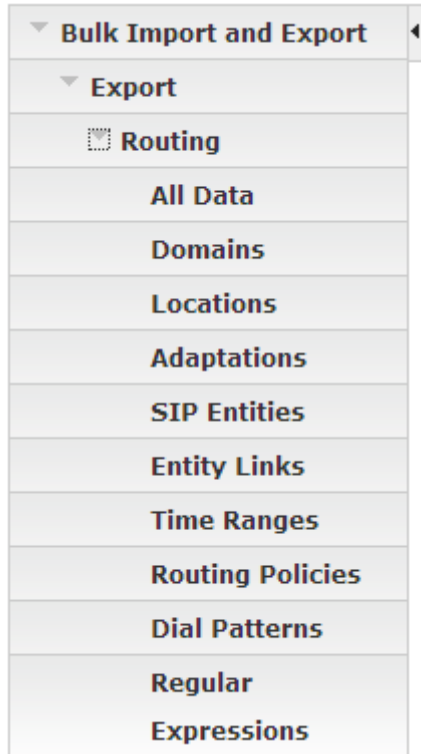 Bulk Import and Export
Export
Routing
All Data
Domains
Locations
Adaptations
SIP Entities
Entity Links
Time Ranges
Routing Policies
Dial Patterns
Regular
Expressions